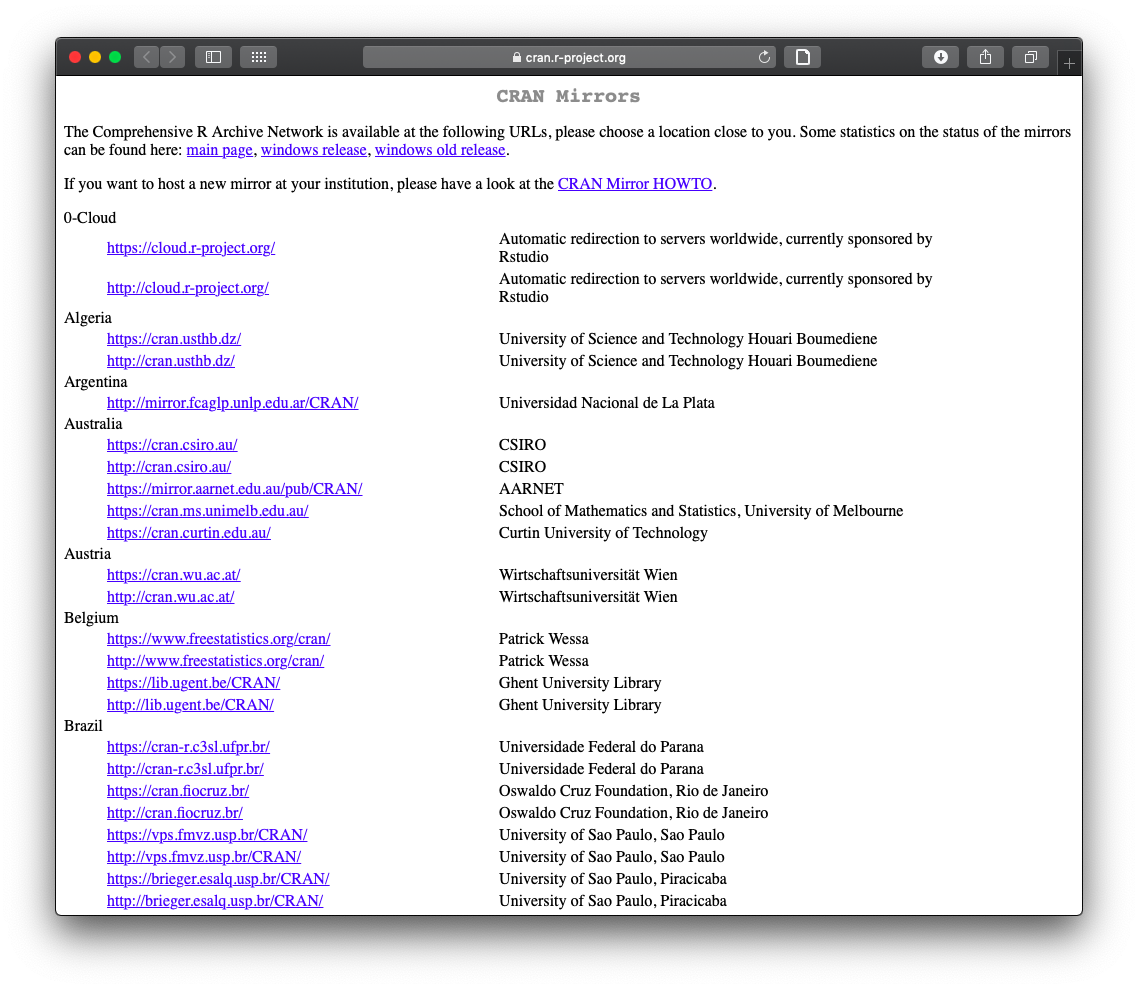 cran.r-project.org
CRAN Mirrors
The Comprehensive R Archive Network is available at the following URLs, please choose a location close to you. Some statistics on the status of the mirrors
can be found here: main page, windows release, windows old release.
If you want to host a new mirror at your institution, please have a look at the CRAN Mirror HOWTO.
0-Cloud
https://cloud.r-project.org/ Automatic redirection to servers worldwide, currently sponsored by
Rstudio
http://cloud.r-project.org/ Automatic redirection to servers worldwide, currently sponsored by
Rstudio
Algeria
https://cran.usthb.dz/ University of Science and Technology Houari Boumediene
http://cran.usthb.dz/ University of Science and Technology Houari Boumediene
Argentina
http://mirror.fcaglp.unlp.edu.ar/CRAN/ Universidad Nacional de La Plata
Australia
https://cran.csiro.au/ CSIRO
http://cran.csiro.au/ CSIRO
https://mirror.aarnet.edu.au/pub/CRAN/ AARNET
https://cran.ms.unimelb.edu.au/ School of Mathematics and Statistics, University of Melbourne
https://cran.curtin.edu.au/ Curtin University of Technology
Austria
https://cran.wu.ac.at/ Wirtschaftsuniversität Wien
http://cran.wu.ac.at/ Wirtschaftsuniversität Wien
Belgium
https://www.freestatistics.org/cran/ Patrick Wessa
http://www.freestatistics.org/cran/ Patrick Wessa
https://lib.ugent.be/CRAN/ Ghent University Library
http://lib.ugent.be/CRAN/ Ghent University Library
Brazil
https://cran-r.c3sl.ufpr.br/ Universidade Federal do Parana
http://cran-r.c3sl.ufpr.br/ Universidade Federal do Parana
https://cran.fiocruz.br/ Oswaldo Cruz Foundation, Rio de Janeiro
http://cran.fiocruz.br/ Oswaldo Cruz Foundation, Rio de Janeiro
https://vps.fmvz.usp.br/CRAN/ University of Sao Paulo, Sao Paulo
http://vps.fmvz.usp.br/CRAN/ University of Sao Paulo, Sao Paulo
https://brieger.esalq.usp.br/CRAN/ University of Sao Paulo, Piracicaba
http://brieger.esalq.usp.br/CRAN/ University of Sao Paulo, Piracicaba